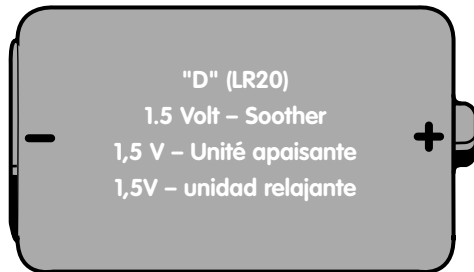 "D" (LR20)
1.5 Volt – Soother
1,5 V – Unité apaisante
1,5V – unidad relajante